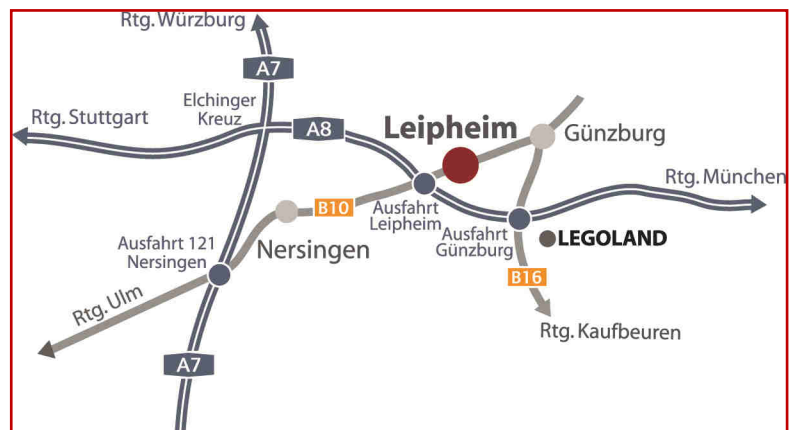 Rtg. Würzburg
A7
Elchinger
Kreuz
Rtg. Stuttgart
A8
Leipheim
Günzburg
Rtg. München
Ausfahrt
Leipheim
B10
Nersingen
Ausfahrt 121
Nersingen
Ausfahrt
Günzburg
LEGOLAND
B16
Rtg. Ulm
Rtg. Kaufbeuren
A7